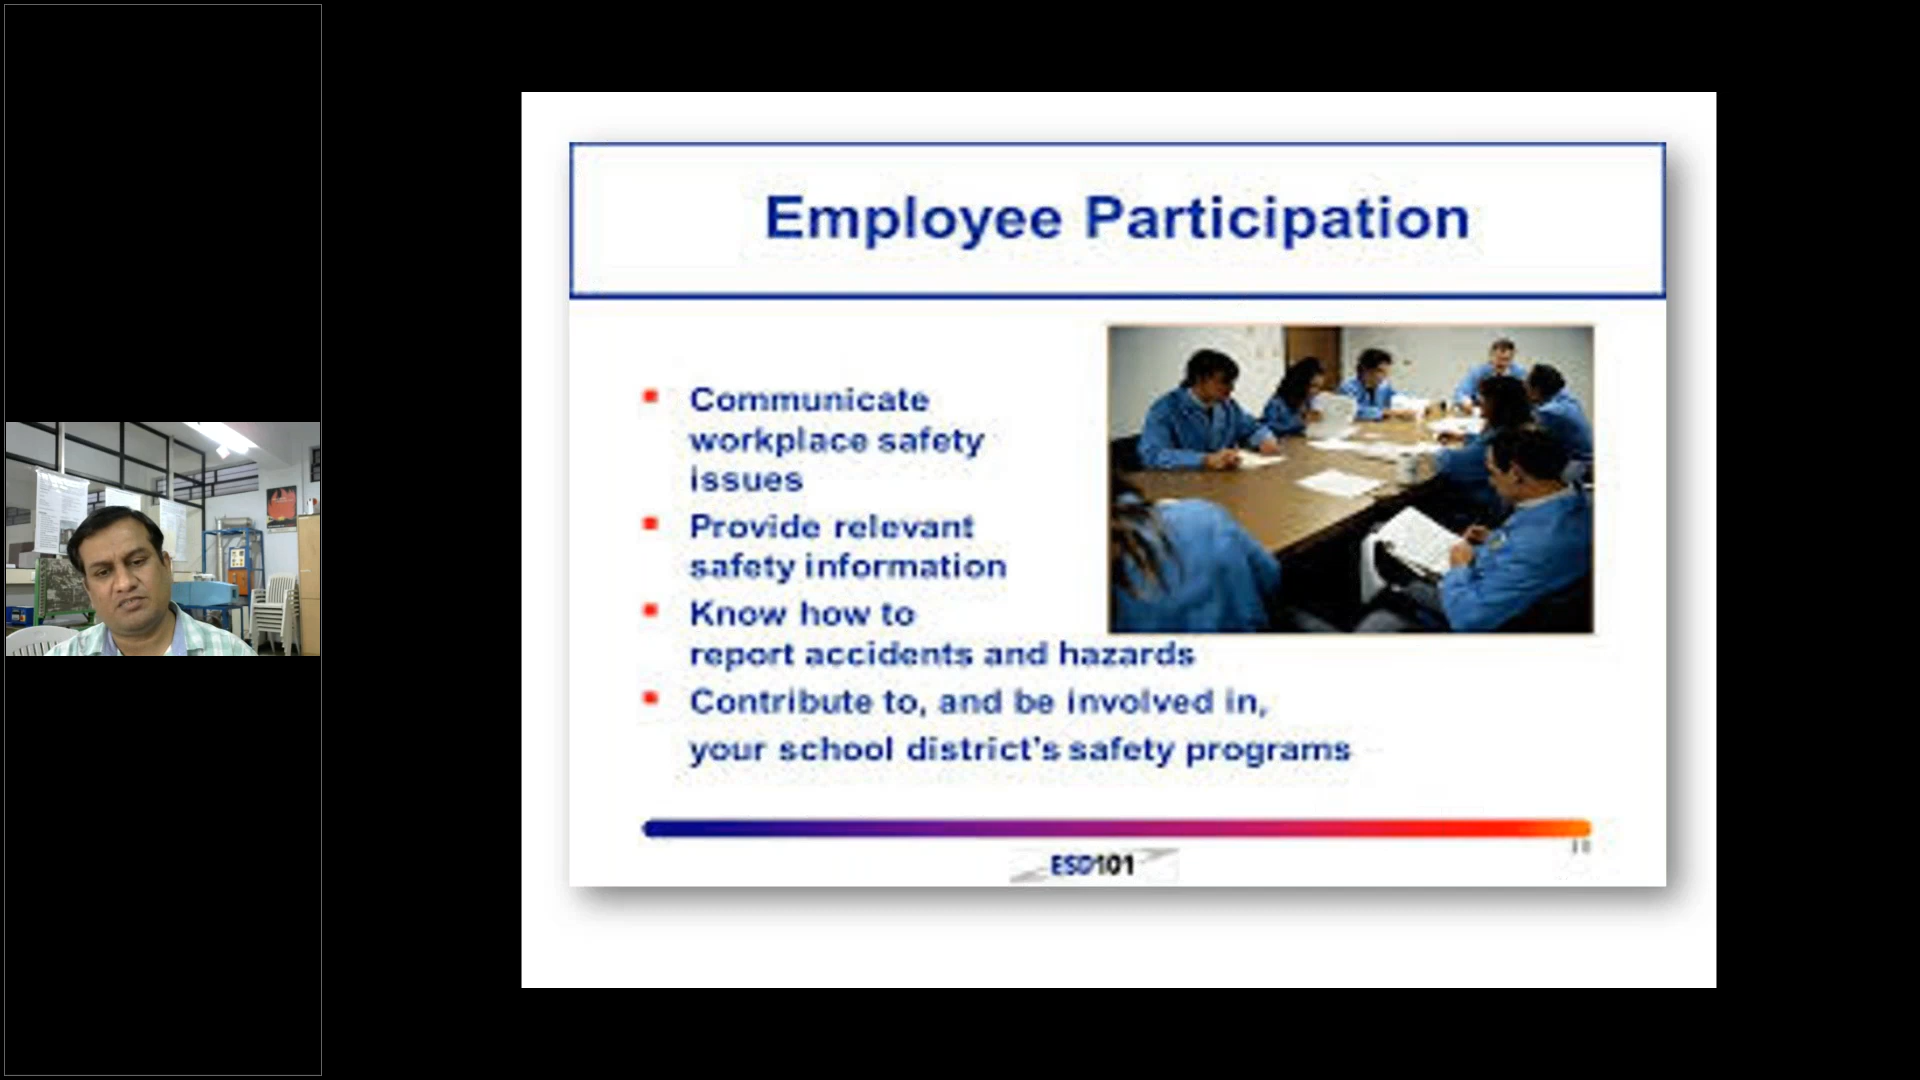 Employee Participation
Communicate
workplace safety
issues
Provide relevant
safety information
Know how to
report accidents and hazards
Contribute to, and be involved in,
your school district's safety programs
ESD101